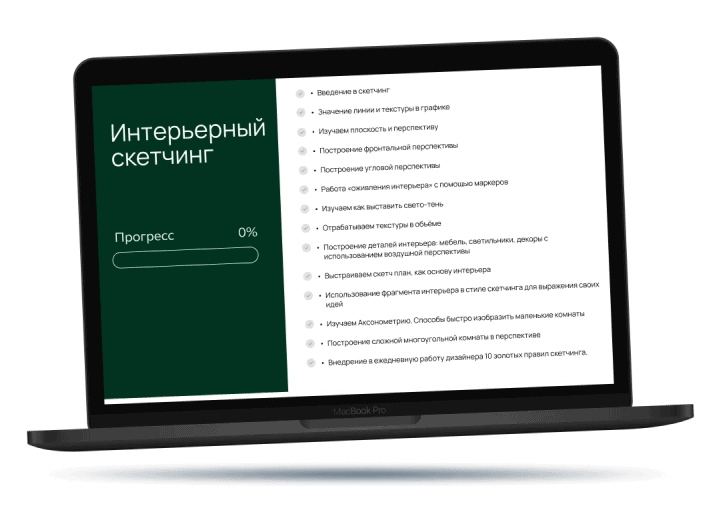 Интерьерный
скетчинг
Прогресс 0%
• Введение в скетчинг
• Значение линии и текстуры в графике
• Изучаем плоскость и перспективу
• Построение фронтальной перспективы
• Построение угловой перспективы
• Работа «оживления интерьера» с помощью маркеров
• Изучаем как выставить свето-тень
• Отрабатываем текстуры в объёме
• Построение деталей интерьера: мебель, светильники, декоры с
использованием воздушной перспективы
• Выстраиваем скетч план, как основу интерьера
• Использование фрагмента интерьера в стиле скетчинга для выражения своих
идей
• Изучаем Аксонометрию. Способы быстро изобразить маленькие комнаты
• Построение сложной многоугольной комнаты в перспективе
• Внедрение в ежедневную работу дизайнера 10 золотых правил скетчинга.
MacBook Pro